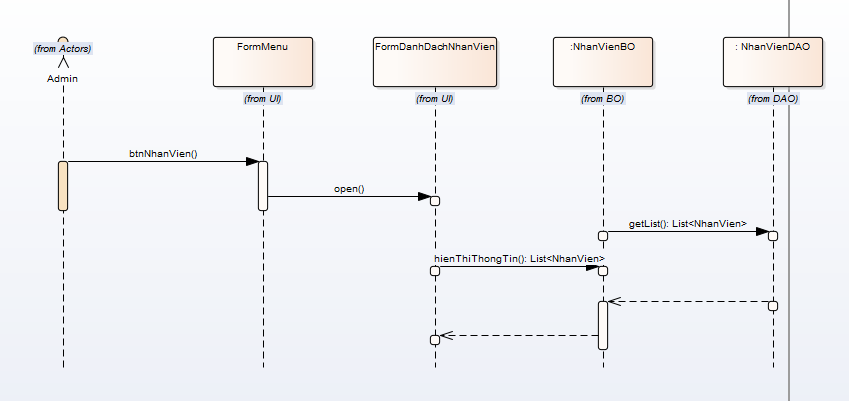 (from Actors)
Admin
FormMenu
(from UI)
FormDanhDachNhanVien
(from UI)
:NhanVienBO
(from BO)
: NhanVienDAO
(from DAO)
btnNhanVien()
open()
getList(): List<NhanVien>
hienThiThongTin(): List<NhanVien>